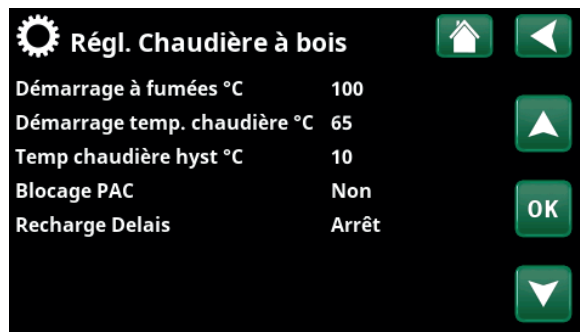 Régl. Chaudière à bois
Démarrage à fumées °C 100
Démarrage temp. chaudière °C 65
Temp chaudière hyst °C 10
Blocage PAC Non
Recharge Delais Arrêt
OK